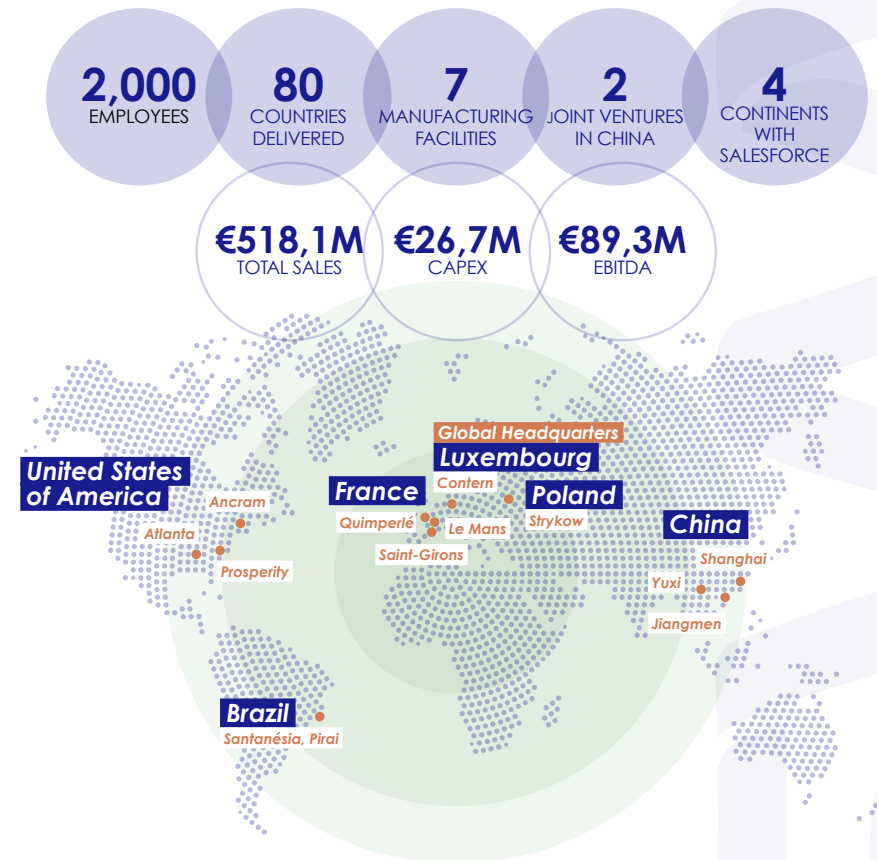 2,000
EMPLOYEES
80
COUNTRIES
DELIVERED
7
MANUFACTURING
FACILITIES
2
JOINT VENTURES
IN CHINA
4
CONTINENTS
WITH
SALESFORCE
€518,1M
TOTAL SALES
€26,7M
CAPEX
€89,3M
EBITDA
United States
of America
Ancram
Atlanta
Prosperity
Global Headquarters
Luxembourg
Contern
France
Quimperlé
Le Mans
Saint-Girons
Poland
Strykow
China
Shanghai
Yuxi
Jiangmen
Brazil
Santanésia, Pirai